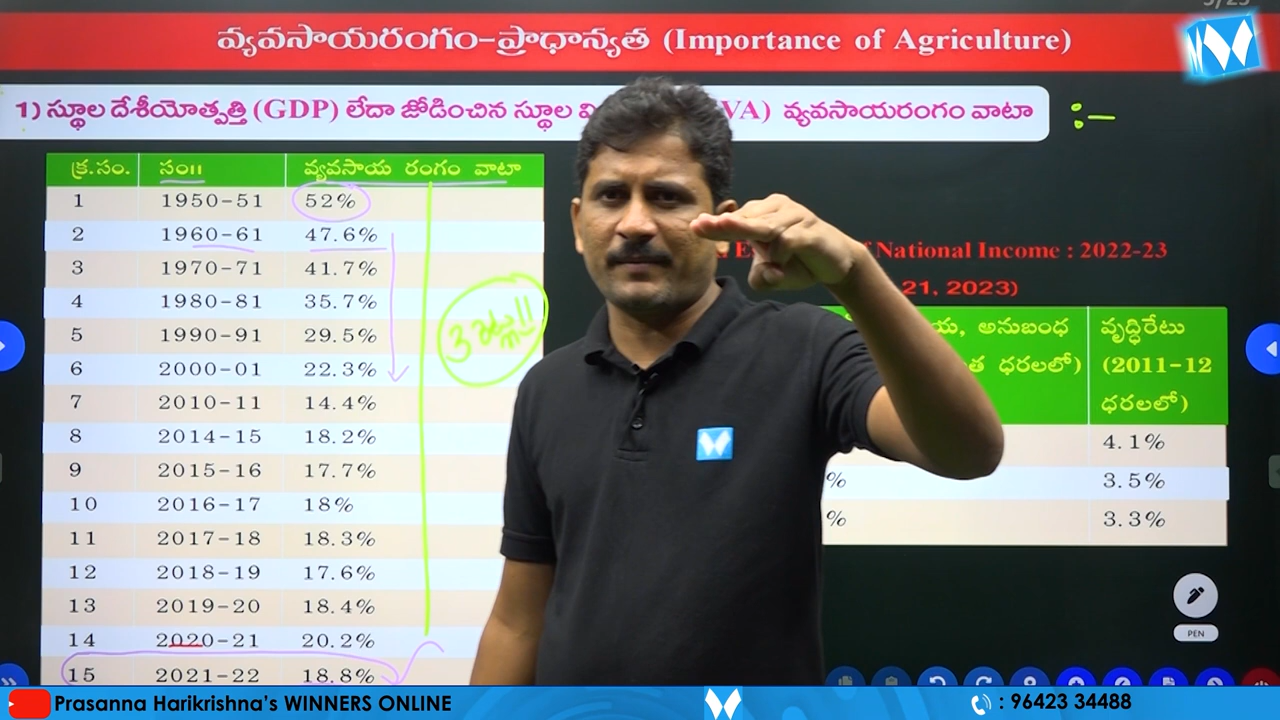 వ్యవసాయరంగం-ప్రాధాన్యత (Importance of Agriculture)
1) స్థూల దేశీయోత్పత్తి (GDP) లేదా జోడించిన స్థూల VA) వ్యవసాయరంగం వాటా :-
క్ర.సం. సం॥ వ్యవసాయ రంగం వాటా
1 1950-51 52%
2 1960-61 47.6%
3 1970-71 41.7%
4 1980-81 35.7%
5 1990-91 29.5%
6 2000-01 22.3%
7 2010-11 14.4%
8 2014-15 18.2%
9 2015-16 17.7%
10 2016-17 18%
11 2017-18 18.3%
12 2018-19 17.6%
13 2019-20 18.4%
14 2020-21 20.2%
15 2021-22 18.8%
3
of National Income : 2022-23
21, 2023)
అనుబంధ
ధరలలో)
వృద్ధిరేటు
(2011-12
ధరలలో)
4.1%
% 3.5%
% 3.3%
PEN
Prasanna Harikrishna's WINNERS ONLINE
: 96423 34488